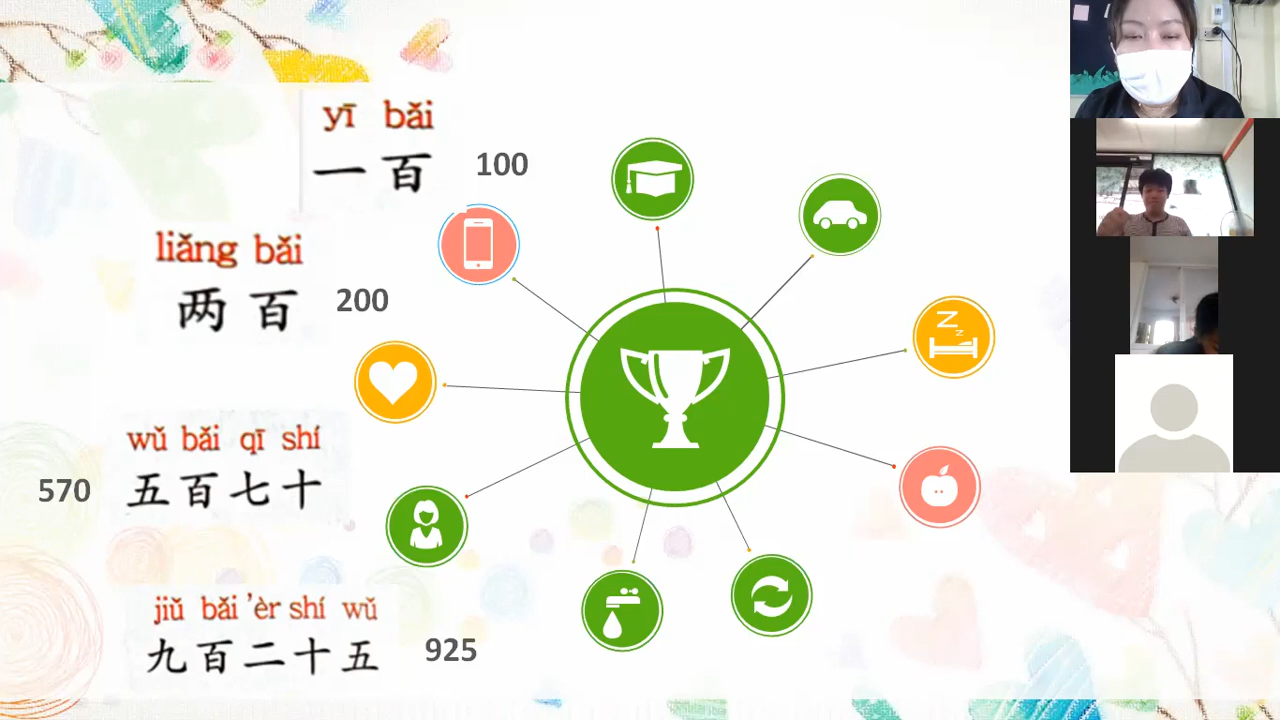 yī bǎi
一百 100
liǎng bǎi
两百 200
wǔ bǎi qī shí
570 五百七十
jiǔ bǎi 'èr shí wǔ
九百二十五 925
Z
z